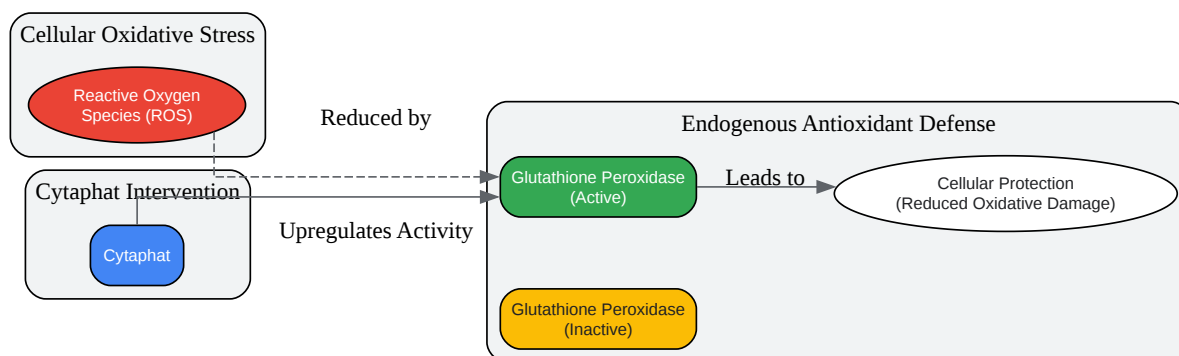 Cellular Oxidative Stress
Reactive Oxygen
Species (ROS)
Reduced by
Endogenous Antioxidant Defense
Cytaphat Intervention
Glutathione Peroxidase
(Active)
Leads to
Cellular Protection
(Reduced Oxidative Damage)
Upregulates Activity
Cytaphat
Glutathione Peroxidase
(Inactive)